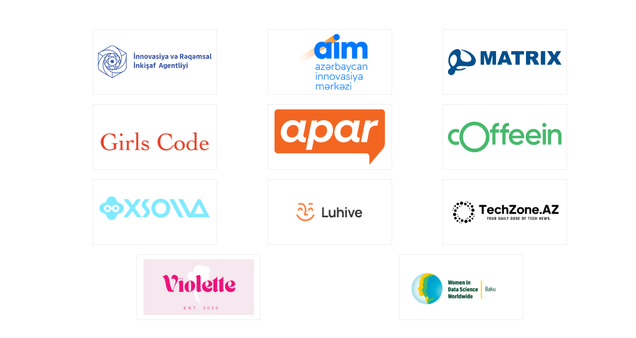 İnnovasiya və Rəqəmsal
İnkişaf Agentliyi
aim
azərbaycan
innovasiya
mərkəzi
MATRIX
Girls Code
apar
cOffeein
OXSONA
Luhive
TechZone.AZ
YOUR DAILY DOSE OF TECH NEWS.
Violette
EST. 2020
Women in
Data Science
Worldwide
Baku